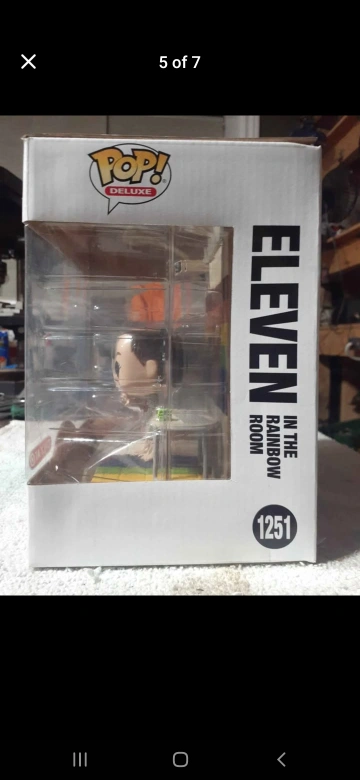 5 of 7
POP!
DELUXE
ELEVEN
IN THE
RAINBOW
ROOM
1251